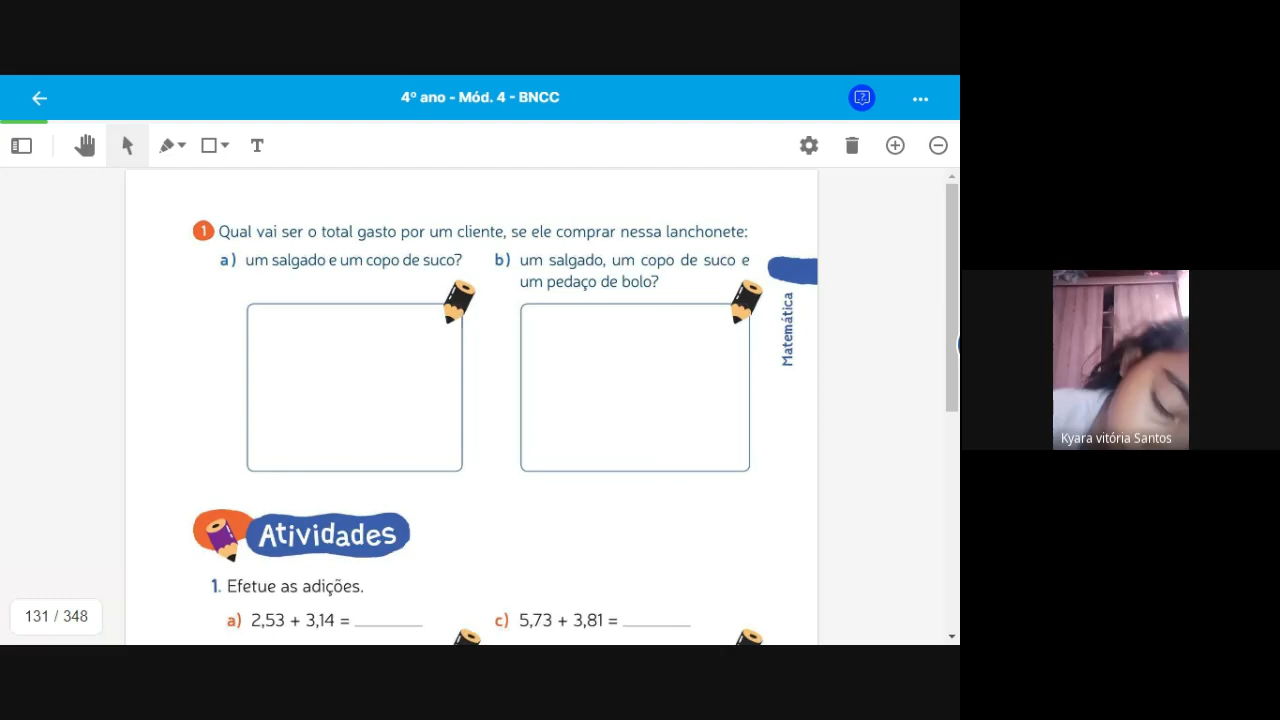 4º ano - Mód. 4 - BNCC
1 Qual vai ser o total gasto por um cliente, se ele comprar nessa lanchonete:
a) um salgado e um copo de suco?
b) um salgado, um copo de suco e
um pedaço de bolo?
Matemática
Atividades
1. Efetue as adições.
a) 2,53 + 3,14 = ________
c) 5,73 + 3,81 = ________
131 / 348
Kyara vitória Santos